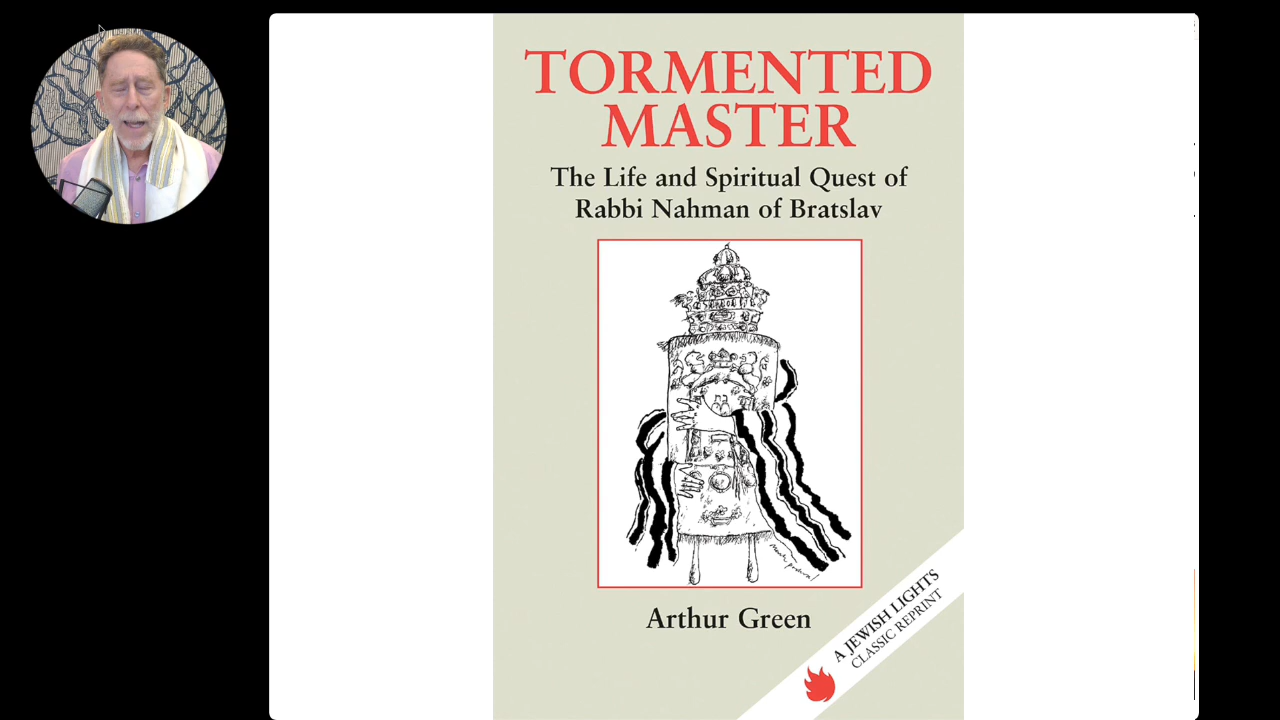 TORMENTED
MASTER
The Life and Spiritual Quest of
Rabbi Nahman of Bratslav
Arthur Green
A JEWISH LIGHTS
CLASSIC REPRINT